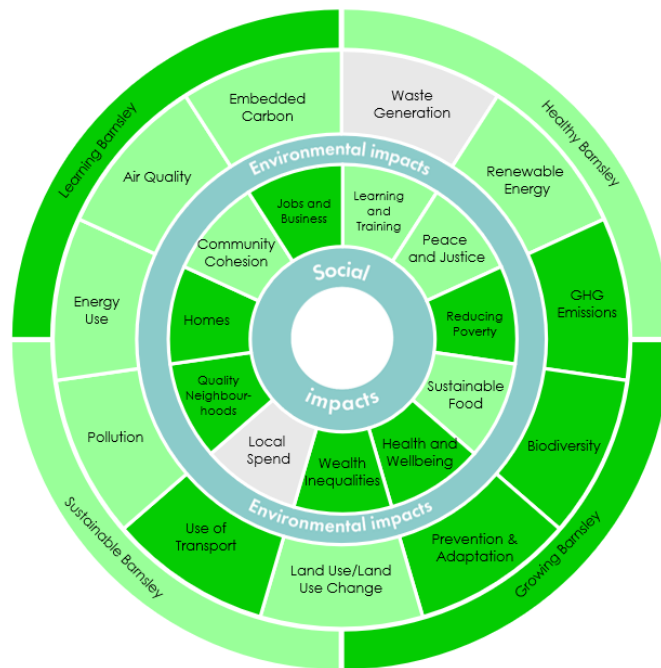 Learning Barnsley
Healthy Barnsley
Growing Barnsley
Sustainable Barnsley
Embedded
Carbon
Waste
Generation
Renewable
Energy
GHG
Emissions
Biodiversity
Prevention &
Adaptation
Land Use/Land
Use Change
Use of
Transport
Pollution
Energy
Use
Air Quality
Environmental impacts
Jobs and
Business
Learning
and
Training
Peace
and Justice
Reducing
Poverty
Sustainable
Food
Health and
Wellbeing
Wealth
Inequalities
Local
Spend
Quality
Neighbour-
hoods
Homes
Community
Cohesion
Environmental impacts
Social
impacts